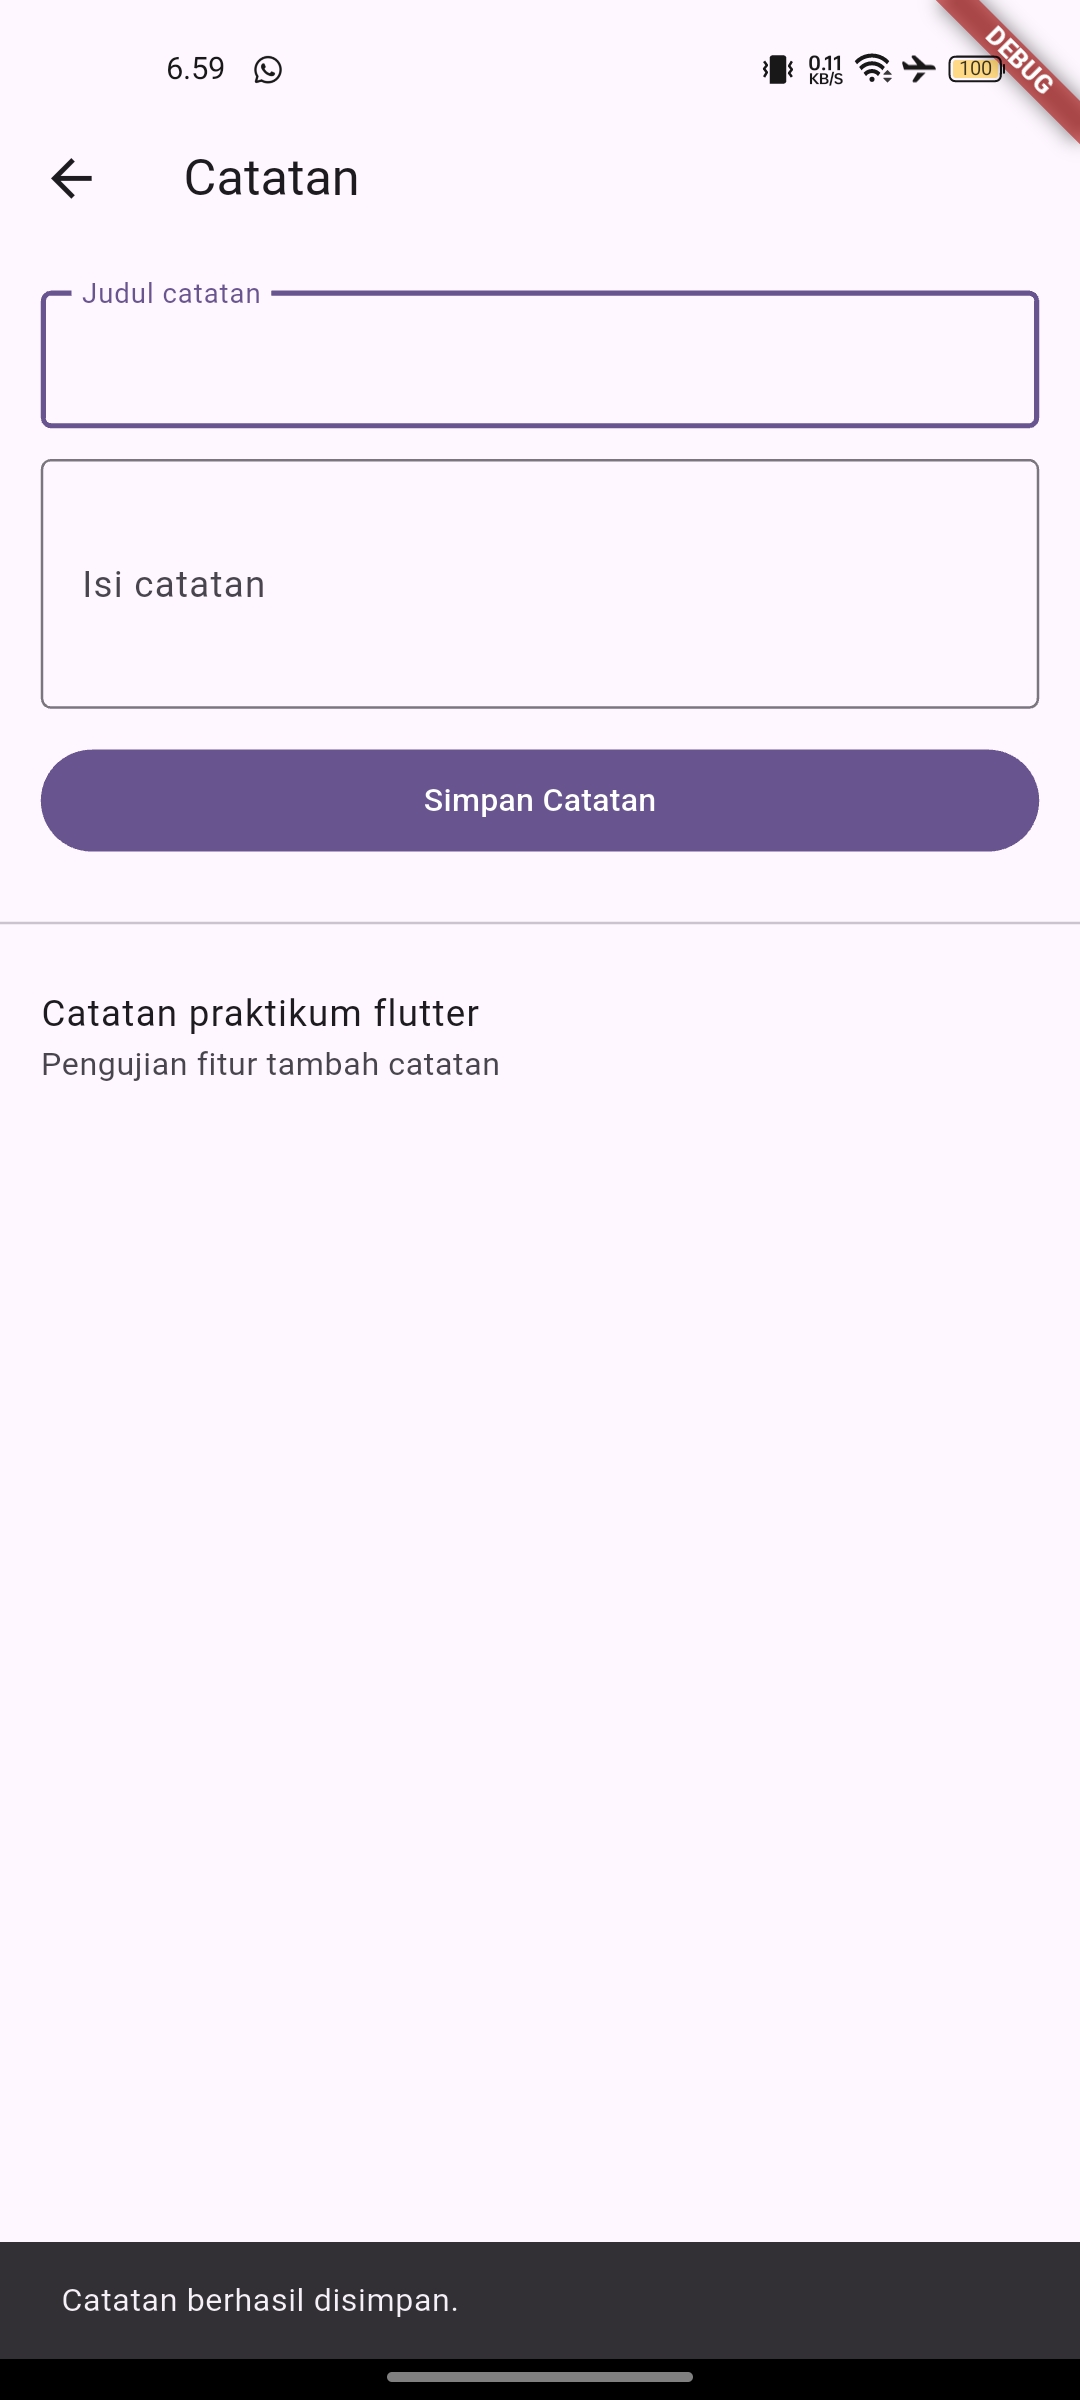 6.59
0.11
KB/S
100
DEBUG
Catatan
Judul catatan
Isi catatan
Simpan Catatan
Catatan praktikum flutter
Pengujian fitur tambah catatan
Catatan berhasil disimpan.